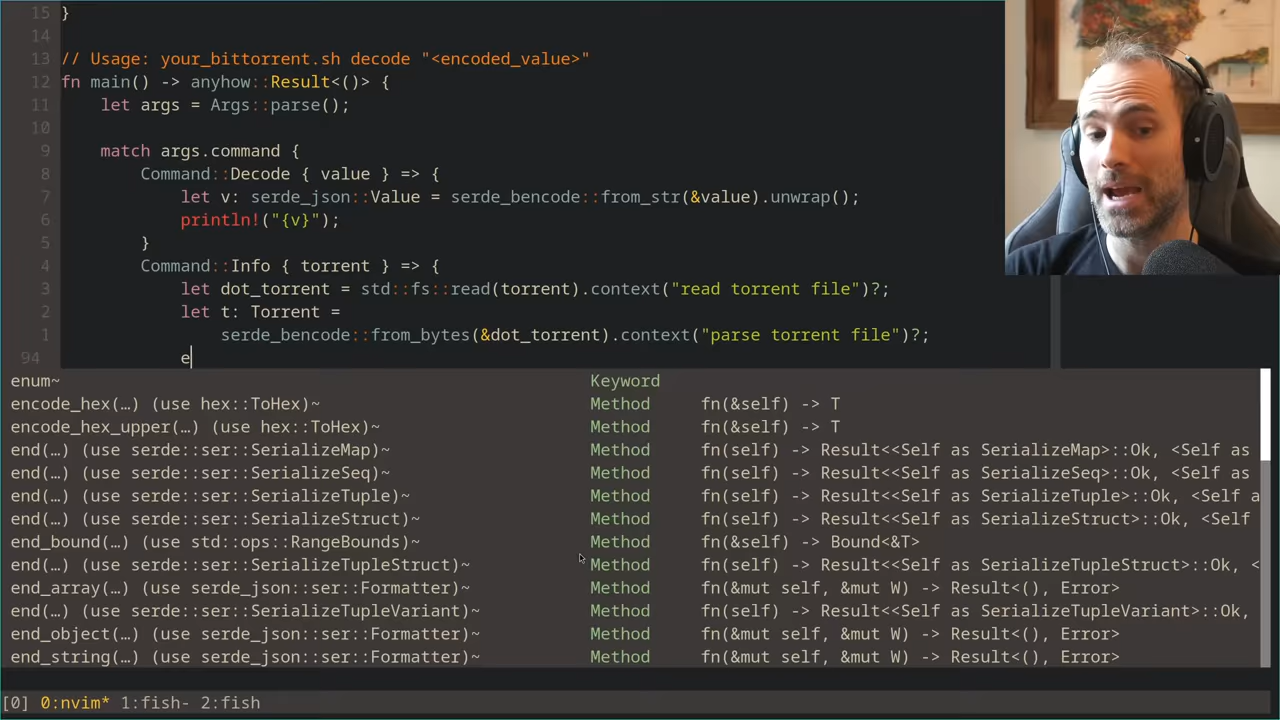 15 }
14
13 // Usage: your_bittorrent.sh decode "<encoded_value>"
12 fn main() -> anyhow::Result<()> {
11     let args = Args::parse();
10
9     match args.command {
8         Command::Decode { value } => {
7             let v: serde_json::Value = serde_bencode::from_str(&value).unwrap();
6             println!("{v}");
5         }
4         Command::Info { torrent } => {
3             let dot_torrent = std::fs::read(torrent).context("read torrent file")?;
2             let t: Torrent =
1                 serde_bencode::from_bytes(&dot_torrent).context("parse torrent file")?;
94             e
enum~ Keyword
encode_hex(…) (use hex::ToHex)~ Method fn(&self) -> T
encode_hex_upper(…) (use hex::ToHex)~ Method fn(&self) -> T
end(…) (use serde::ser::SerializeMap)~ Method fn(self) -> Result<<Self as SerializeMap>::Ok, <Self as
end(…) (use serde::ser::SerializeSeq)~ Method fn(self) -> Result<<Self as SerializeSeq>::Ok, <Self as
end(…) (use serde::ser::SerializeTuple)~ Method fn(self) -> Result<<Self as SerializeTuple>::Ok, <Self a
end(…) (use serde::ser::SerializeStruct)~ Method fn(self) -> Result<<Self as SerializeStruct>::Ok, <Self
end_bound(…) (use std::ops::RangeBounds)~ Method fn(&self) -> Bound<&T>
end(…) (use serde::ser::SerializeTupleStruct)~ Method fn(self) -> Result<<Self as SerializeTupleStruct>::Ok, <
end_array(…) (use serde_json::ser::Formatter)~ Method fn(&mut self, &mut W) -> Result<(), Error>
end(…) (use serde::ser::SerializeTupleVariant)~ Method fn(self) -> Result<<Self as SerializeTupleVariant>::Ok,
end_object(…) (use serde_json::ser::Formatter)~ Method fn(&mut self, &mut W) -> Result<(), Error>
end_string(…) (use serde_json::ser::Formatter)~ Method fn(&mut self, &mut W) -> Result<(), Error>
[0] 0:nvim* 1:fish- 2:fish